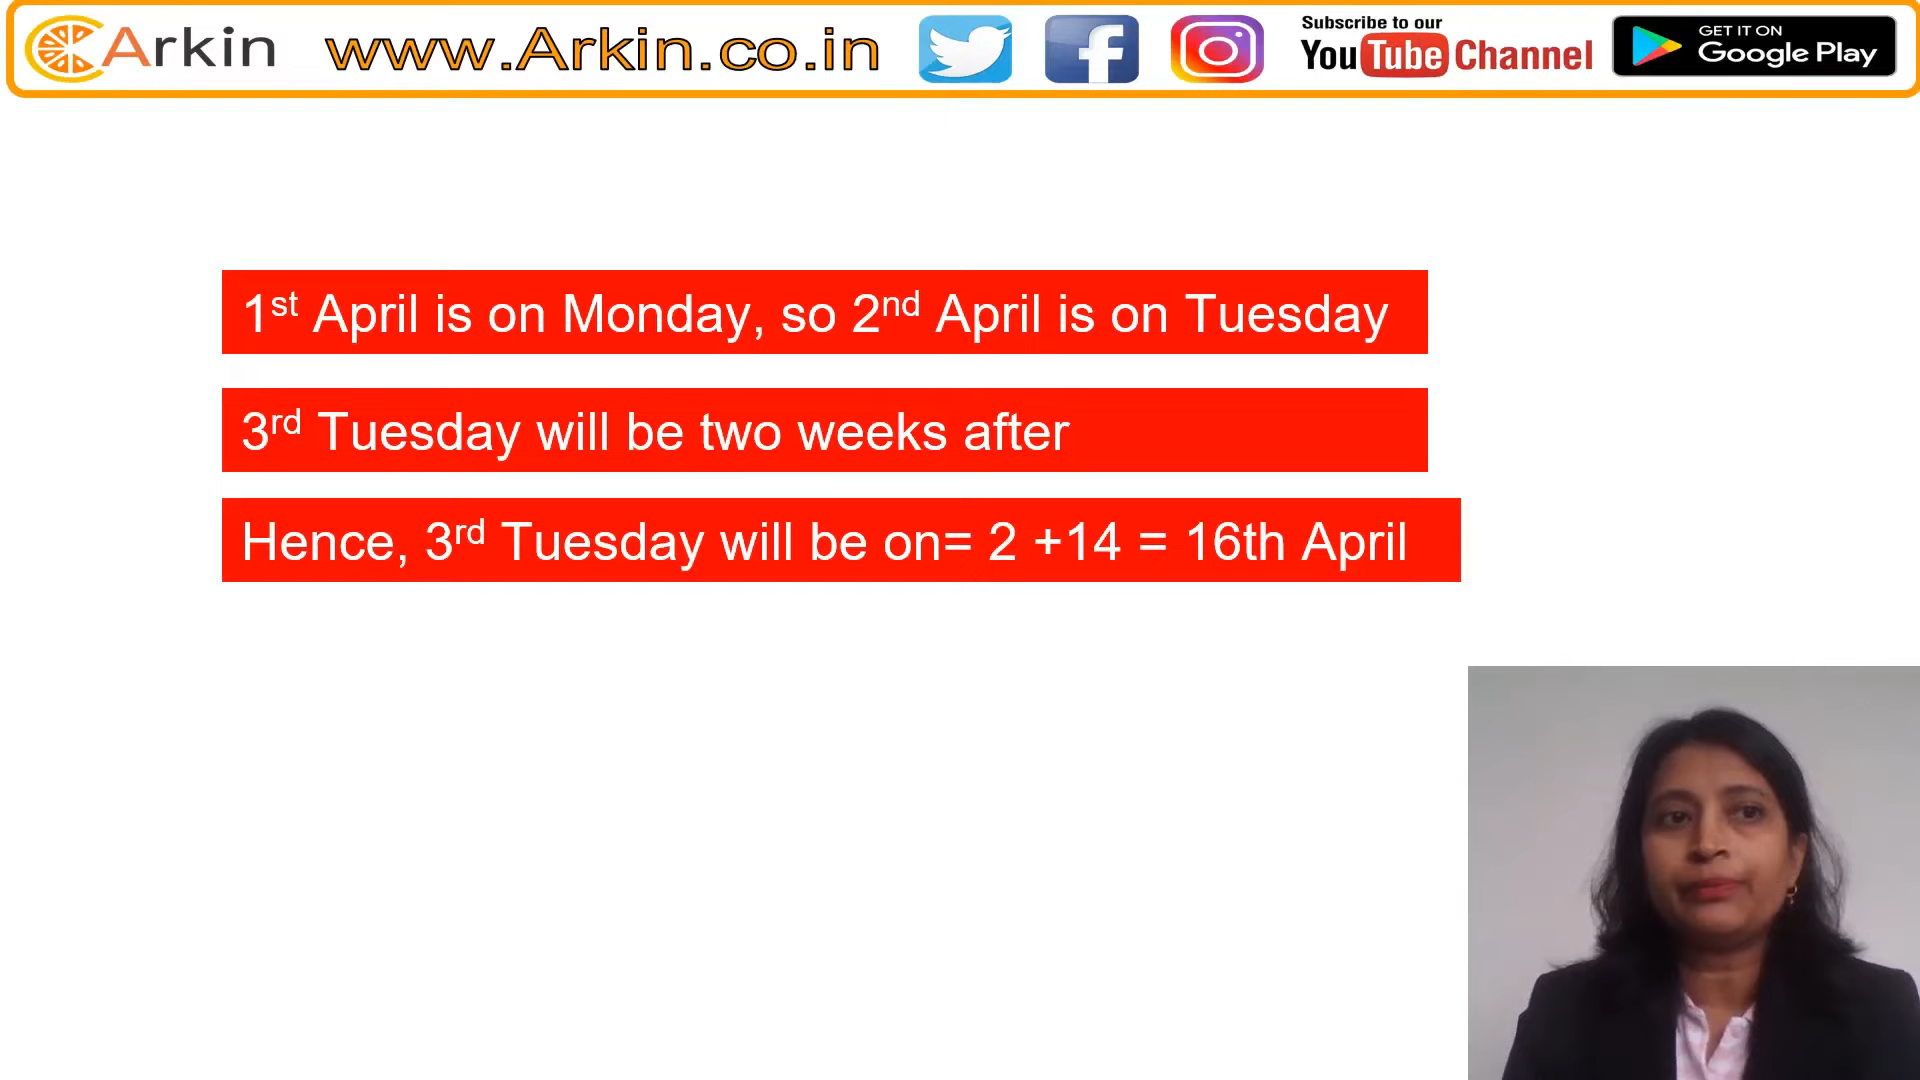 Arkin
www.Arkin.co.in
Subscribe to our
YouTube Channel
GET IT ON
Google Play
1st April is on Monday, so 2nd April is on Tuesday
3rd Tuesday will be two weeks after
Hence, 3rd Tuesday will be on= 2 +14 = 16th April